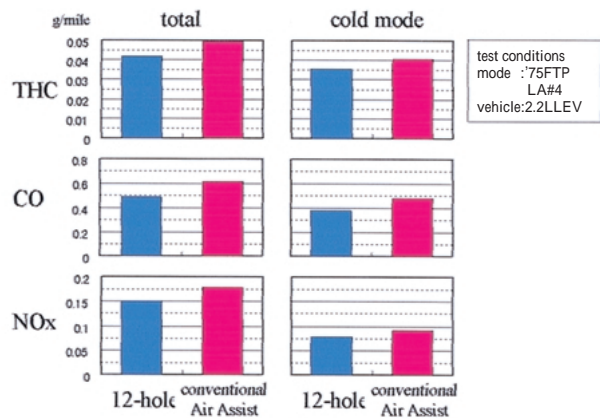 g/mile
total
cold mode
THC
0.05
0.04
0.03
0.02
0.01
0
test conditions
mode :'75FTP
LA#4
vehicle:2.2LLEV
CO
0.8
0.6
0.4
0.2
0
NOx
0.2
0.15
0.1
0.05
0
12-hole
conventional
Air Assist
12-hole
conventional
Air Assist